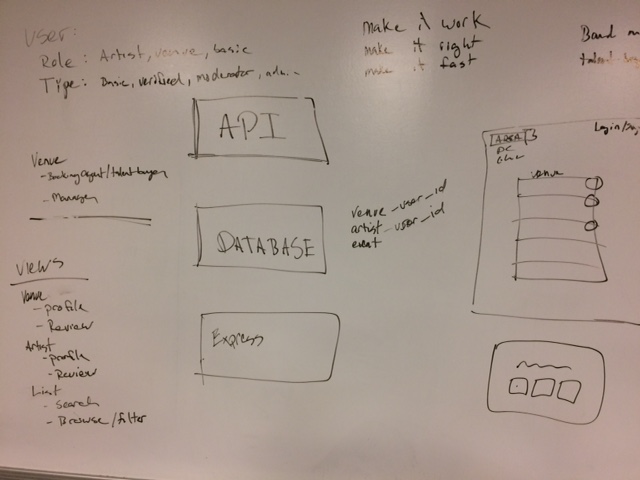 User:
Role: Artist, venue, basic
Type: Basic, verified, moderator, adm...
make it work
make it right
make it fast
Band
Venue
- Booking agent/talent buyer
- Manager
API
DATABASE
venue_user_id
artist_user_id
event
Express
Views
Venue
- profile
- Review
Artist
- profile
- Review
List
- Search
- Browse/filter
Login/
AREA
venue